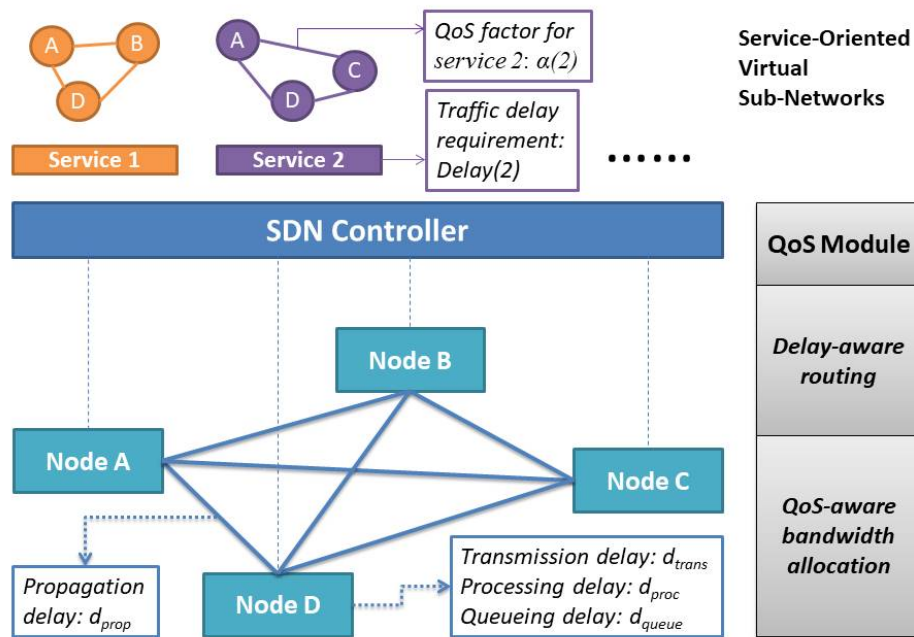 A
B
D
Service 1
A
C
D
Service 2
QoS factor for
service 2: α(2)
Traffic delay
requirement:
Delay(2)
Service-Oriented
Virtual
Sub-Networks
......
SDN Controller
QoS Module
Delay-aware
routing
QoS-aware
bandwidth
allocation
Node B
Node A
Node C
Node D
Propagation
delay: d_prop
Transmission delay: d_trans
Processing delay: d_proc
Queueing delay: d_queue